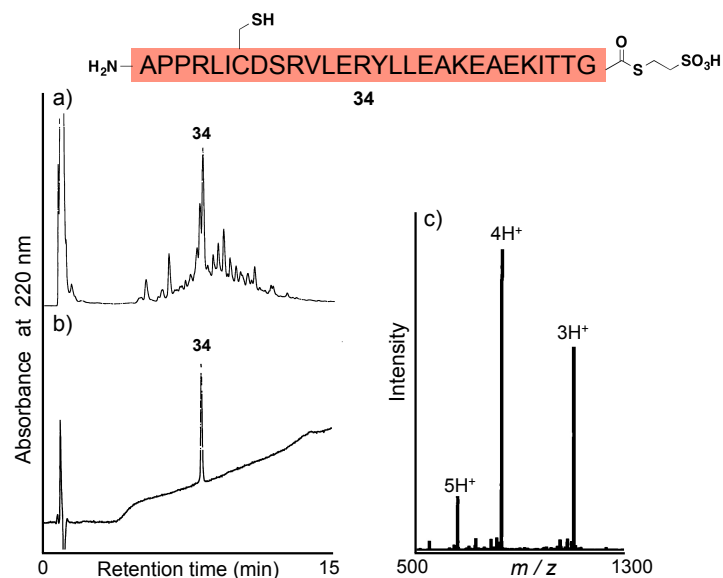 SH
H₂N
APPRLICDSRVLERYLLEAKEAEKITTG
O
S
SO₃H
34
a)
34
b)
34
Absorbance at 220 nm
0
Retention time (min)
15
c)
4H⁺
3H⁺
5H⁺
Intensity
500
m / z
1300